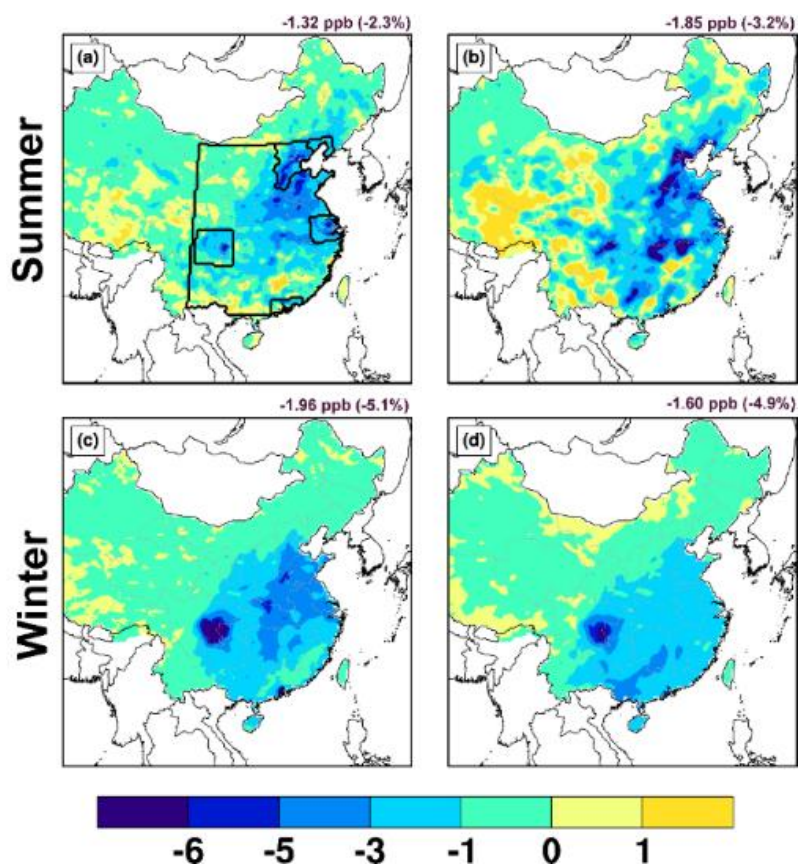 -1.32 ppb (-2.3%)
-1.85 ppb (-3.2%)
(a)
(b)
Summer
-1.96 ppb (-5.1%)
-1.60 ppb (-4.9%)
(c)
(d)
Winter
-6 -5 -3 -1 0 1